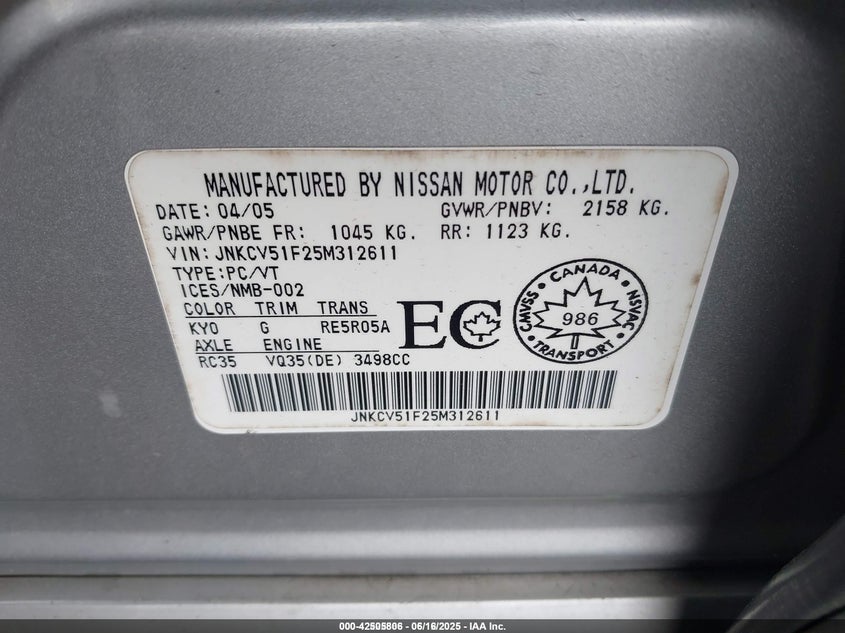 MANUFACTURED BY NISSAN MOTOR CO.,LTD.
DATE: 04/05 GVWR/PNBV: 2158 KG.
GAWR/PNBE FR: 1045 KG. RR: 1123 KG.
VIN: JNKCV51F25M312611
TYPE:PC/VT
ICES/NMB-002
COLOR TRIM TRANS
KY0 G RE5R05A
AXLE ENGINE
RC35 VQ35(DE) 3498CC
EC
CANADA
CMVSS
NSVAC
986
TRANSPORT
JNKCV51F25M312611
000-42505806 - 06/16/2025 - IAA Inc.